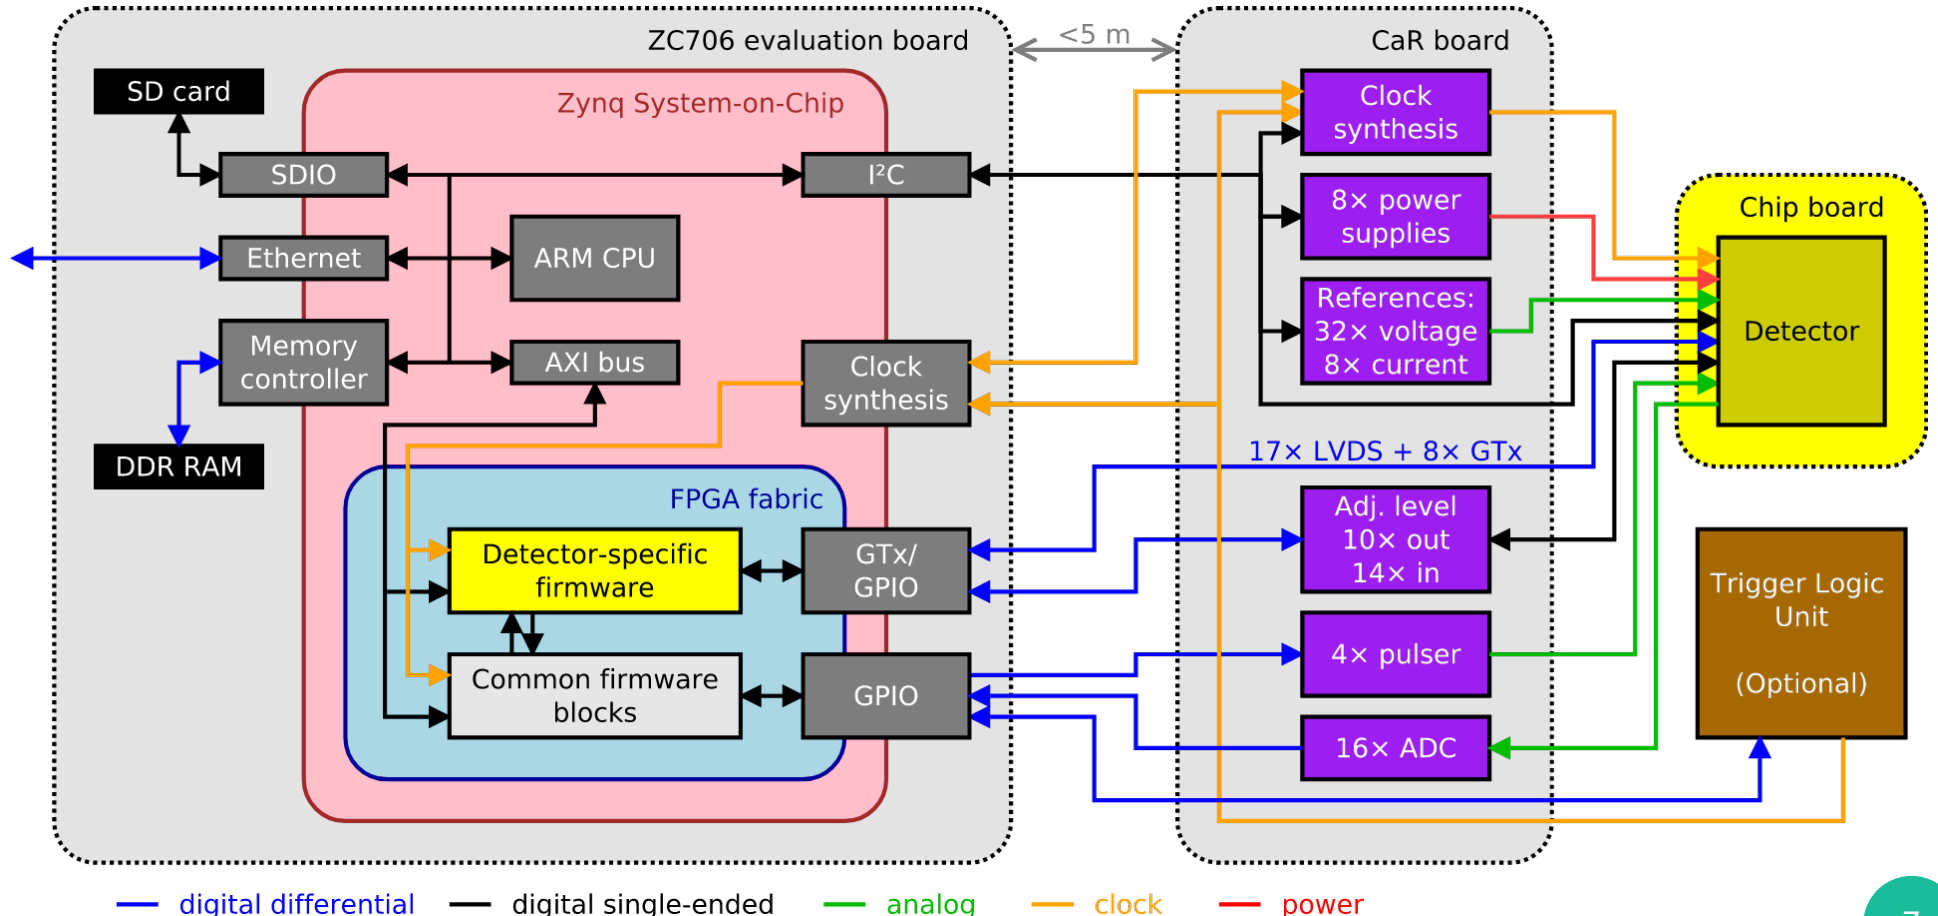 ZC706 evaluation board
<5 m
CaR board
SD card
Zynq System-on-Chip
Clock
synthesis
SDIO
I²C
8× power
supplies
Chip board
Ethernet
ARM CPU
References:
32× voltage
8× current
Detector
Memory
controller
AXI bus
Clock
synthesis
DDR RAM
17× LVDS + 8× GTx
FPGA fabric
Detector-specific
firmware
GTx/
GPIO
Adj. level
10× out
14× in
Trigger Logic
Unit
(Optional)
Common firmware
blocks
GPIO
4× pulser
16× ADC
digital differential
digital single-ended
analog
clock
power